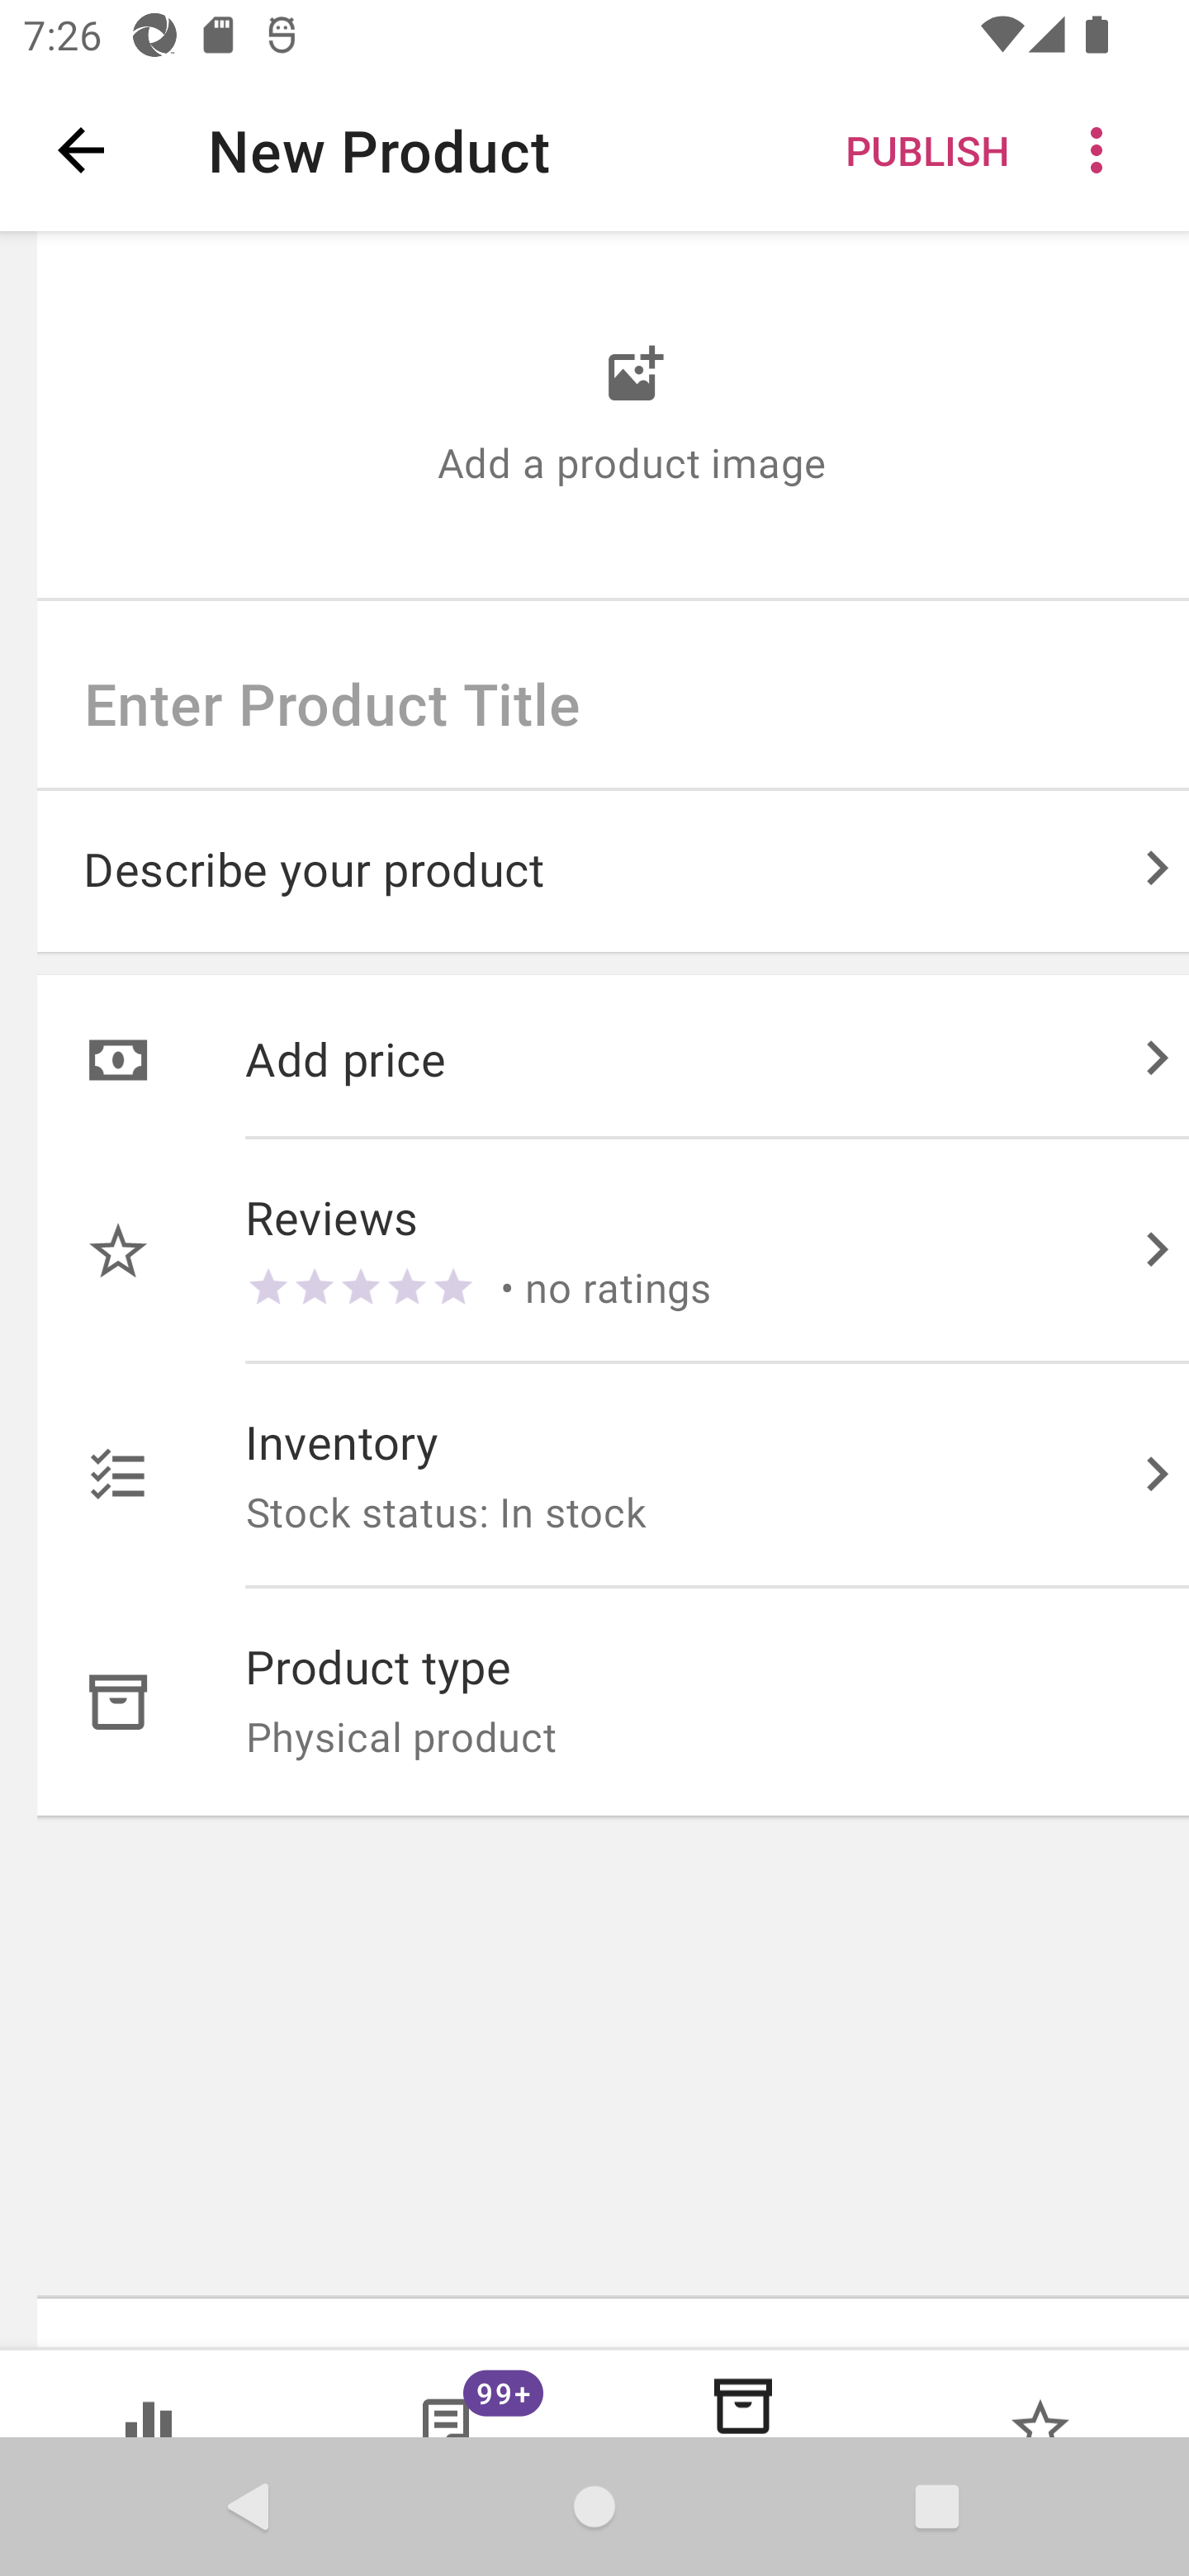 7:26
New Product
PUBLISH
Add a product image
Enter Product Title
Describe your product
Add price
Reviews
• no ratings
Inventory
Stock status: In stock
Product type
Physical product
99+